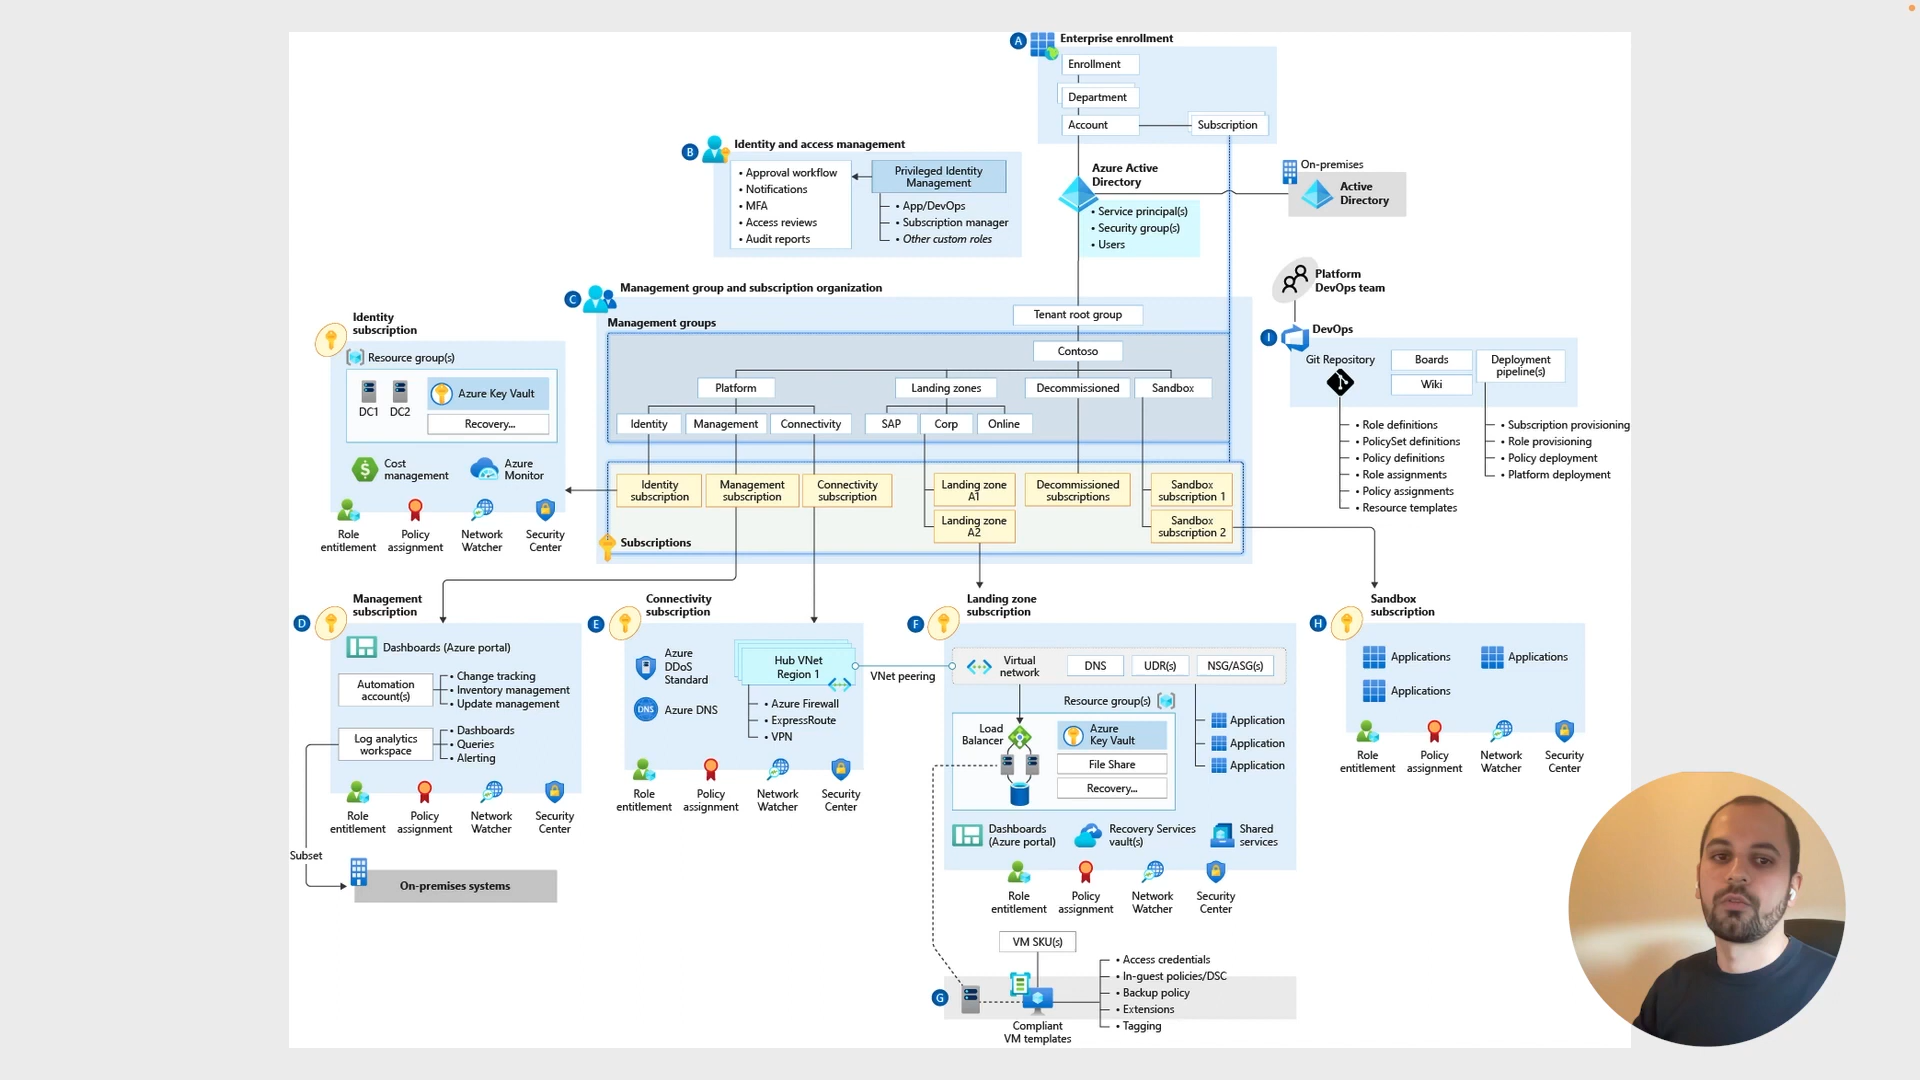 A
Enterprise enrollment
Enrollment
Department
Account
Subscription
B
Identity and access management
• Approval workflow
• Notifications
• MFA
• Access reviews
• Audit reports
Privileged Identity
Management
• App/DevOps
• Subscription manager
• Other custom roles
Azure Active
Directory
• Service principal(s)
• Security group(s)
• Users
On-premises
Active
Directory
Platform
DevOps team
C
Management group and subscription organization
Management groups
Tenant root group
Contoso
Platform
Landing zones
Decommissioned
Sandbox
Identity
Management
Connectivity
SAP
Corp
Online
Identity
subscription
Management
subscription
Connectivity
subscription
Landing zone
A1
Decommissioned
subscriptions
Sandbox
subscription 1
Landing zone
A2
Sandbox
subscription 2
Subscriptions
Identity
subscription
Resource group(s)
DC1
DC2
Azure Key Vault
Recovery...
Cost
management
Azure
Monitor
Role
entitlement
Policy
assignment
Network
Watcher
Security
Center
I
DevOps
Git Repository
Boards
Wiki
Deployment
pipeline(s)
• Role definitions
• PolicySet definitions
• Policy definitions
• Role assignments
• Policy assignments
• Resource templates
• Subscription provisioning
• Role provisioning
• Policy deployment
• Platform deployment
D
Management
subscription
Dashboards (Azure portal)
Automation
account(s)
• Change tracking
• Inventory management
• Update management
Log analytics
workspace
• Dashboards
• Queries
• Alerting
Role
entitlement
Policy
assignment
Network
Watcher
Security
Center
Subset
On-premises systems
E
Connectivity
subscription
Azure
DDoS
Standard
DNS
Azure DNS
Hub VNet
Region 1
• Azure Firewall
• ExpressRoute
• VPN
Role
entitlement
Policy
assignment
Network
Watcher
Security
Center
VNet peering
F
Landing zone
subscription
Virtual
network
DNS
UDR(s)
NSG/ASG(s)
Resource group(s)
Load
Balancer
Azure
Key Vault
File Share
Recovery...
Application
Application
Application
Dashboards
(Azure portal)
Recovery Services
vault(s)
Shared
services
Role
entitlement
Policy
assignment
Network
Watcher
Security
Center
G
VM SKU(s)
Compliant
VM templates
• Access credentials
• In-guest policies/DSC
• Backup policy
• Extensions
• Tagging
H
Sandbox
subscription
Applications
Applications
Applications
Role
entitlement
Policy
assignment
Network
Watcher
Security
Center